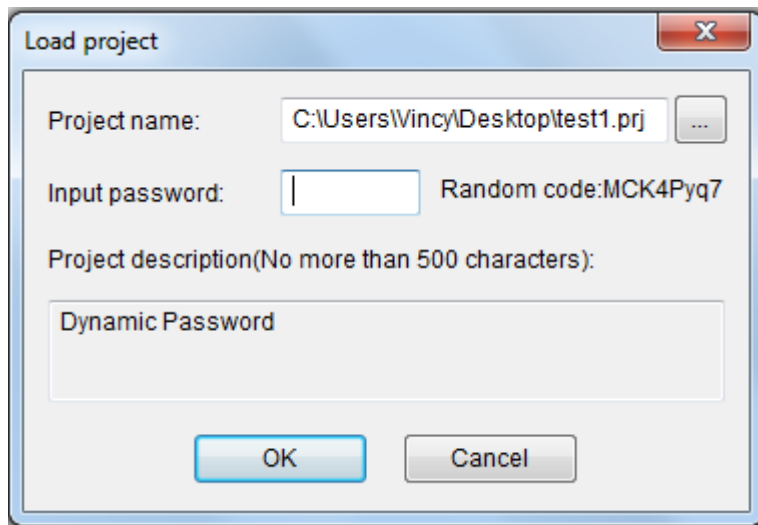 Load project
Project name: C:\Users\Vincy\Desktop\test1.prj ...
Input password: Random code:MCK4Pyq7
Project description(No more than 500 characters):
Dynamic Password
OK Cancel